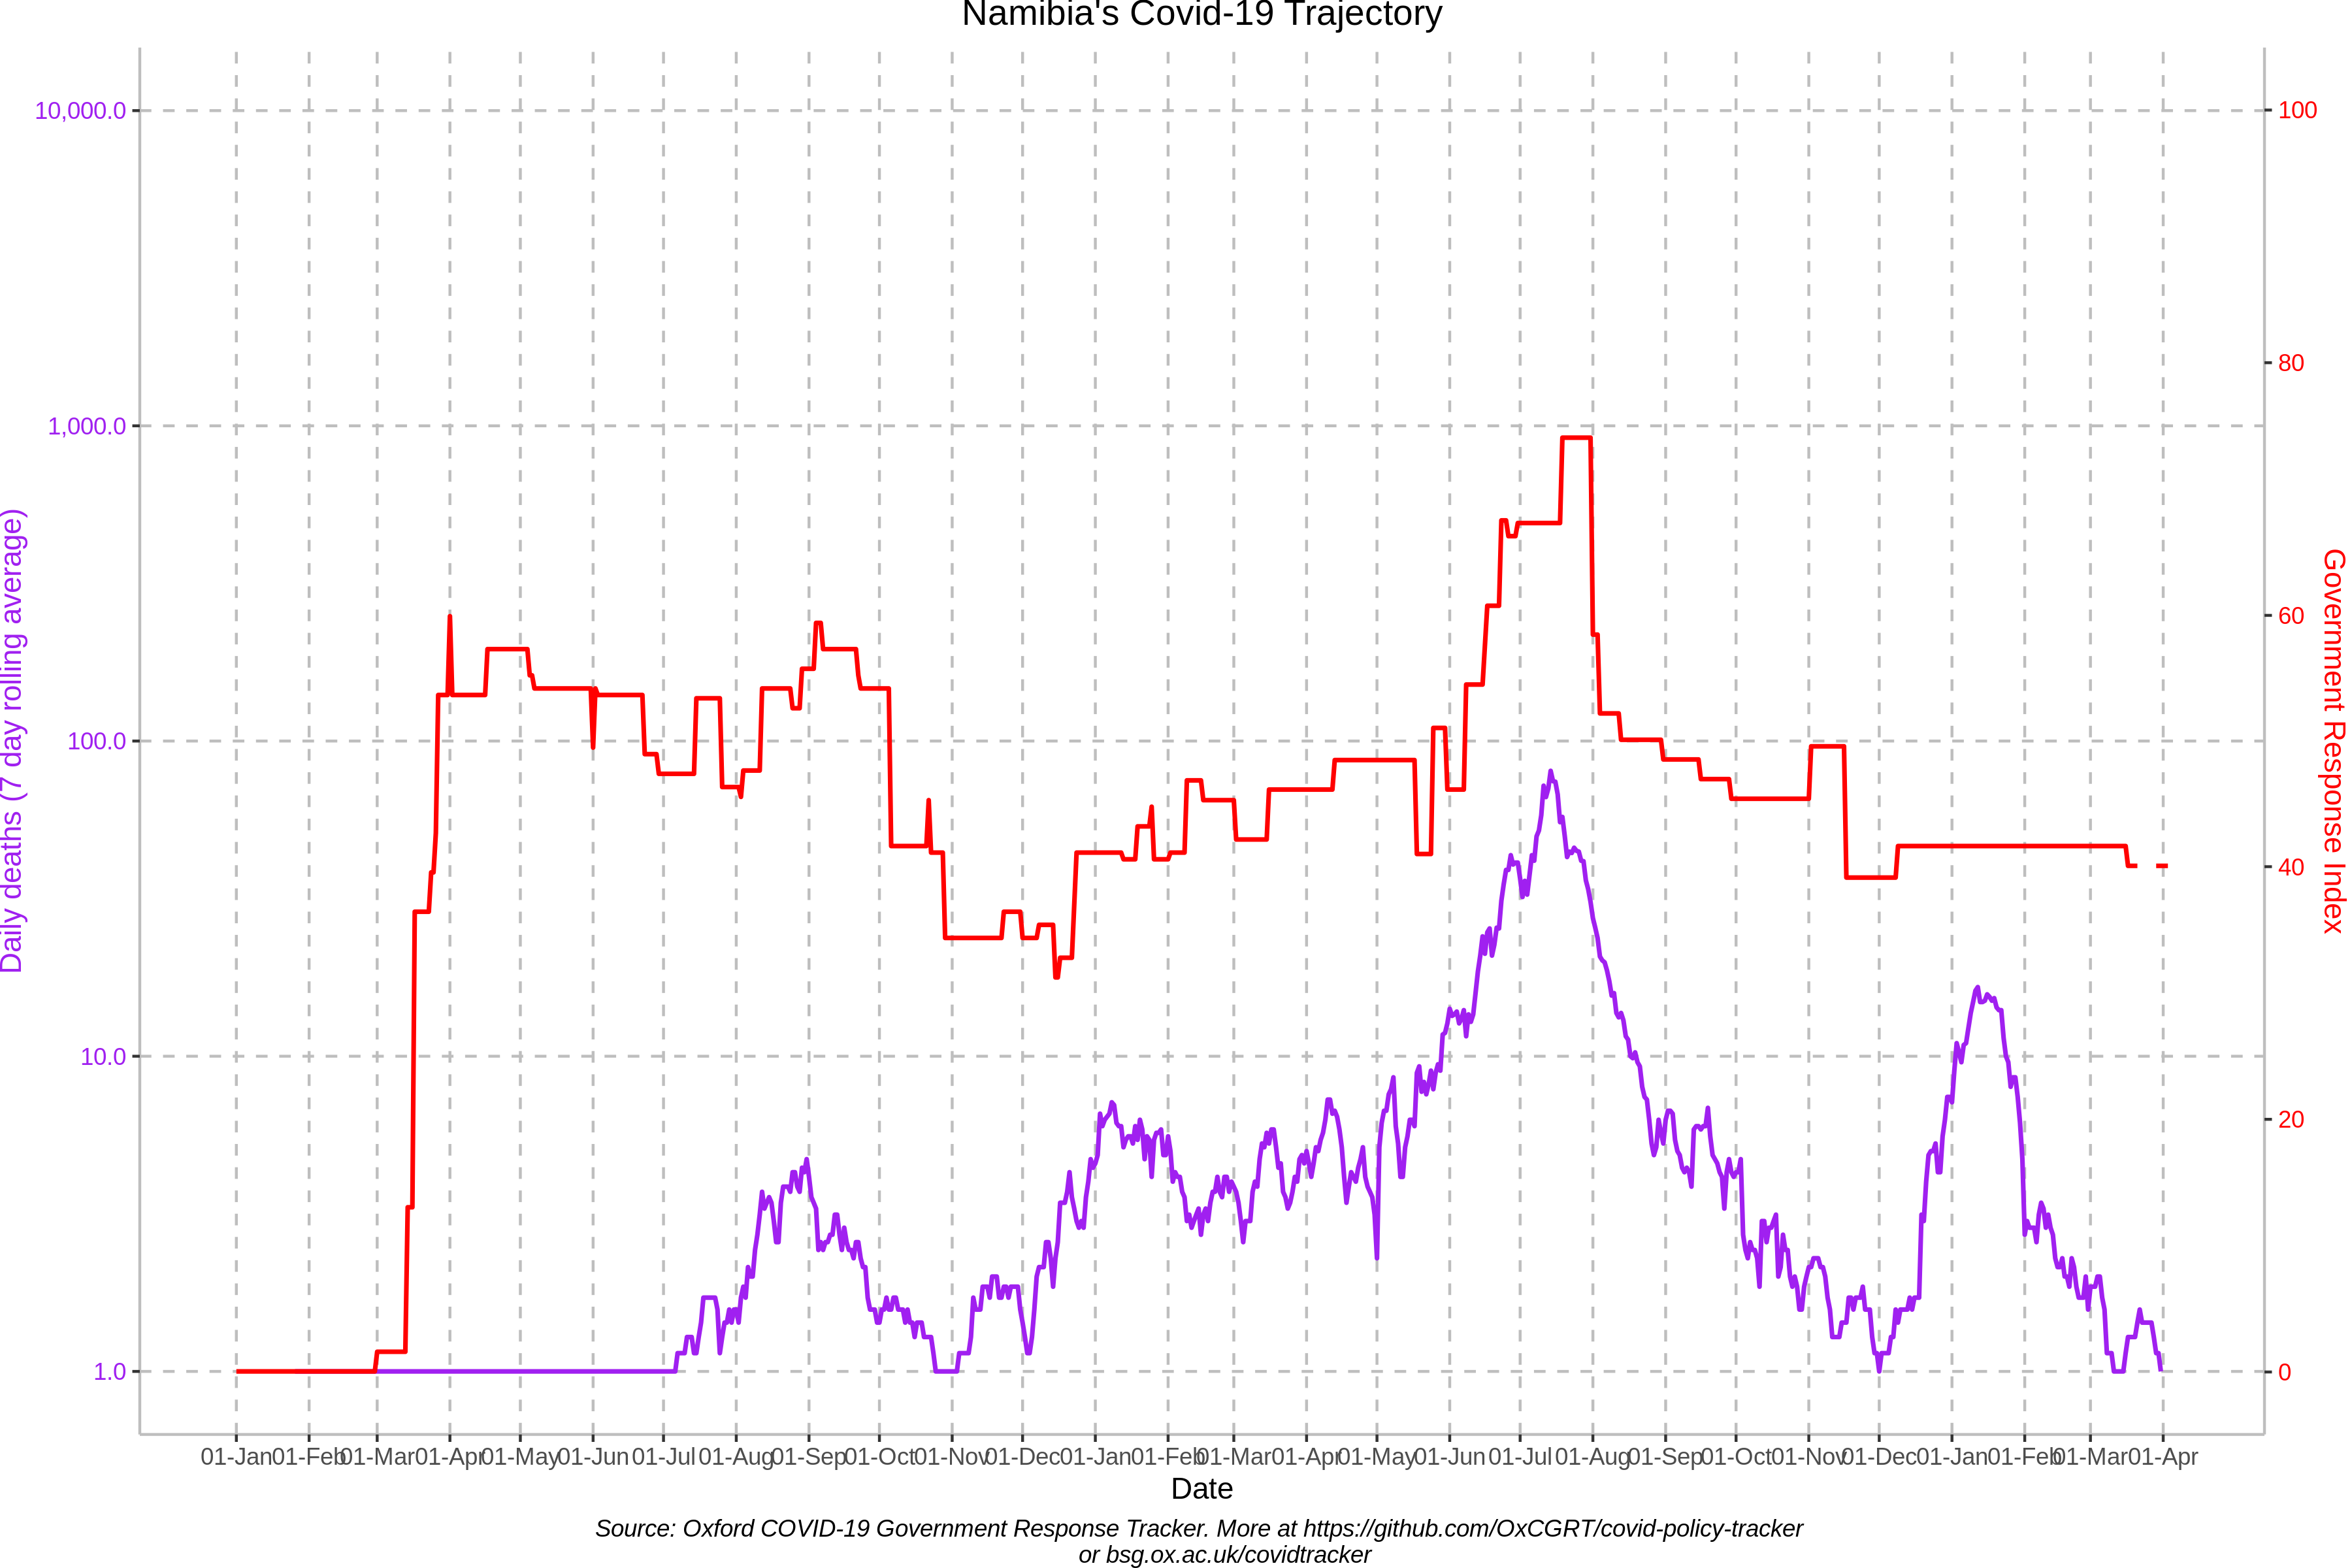 Namibia's Covid-19 Trajectory
10,000.0
1,000.0
100.0
10.0
1.0
Daily deaths (7 day rolling average)
100
80
60
40
20
0
Government Response Index
01-Jan 01-Feb 01-Mar 01-Apr 01-May 01-Jun 01-Jul 01-Aug 01-Sep 01-Oct 01-Nov 01-Dec 01-Jan 01-Feb 01-Mar 01-Apr 01-May 01-Jun 01-Jul 01-Aug 01-Sep 01-Oct 01-Nov 01-Dec 01-Jan 01-Feb 01-Mar 01-Apr
Date
Source: Oxford COVID-19 Government Response Tracker. More at https://github.com/OxCGRT/covid-policy-tracker
or bsg.ox.ac.uk/covidtracker